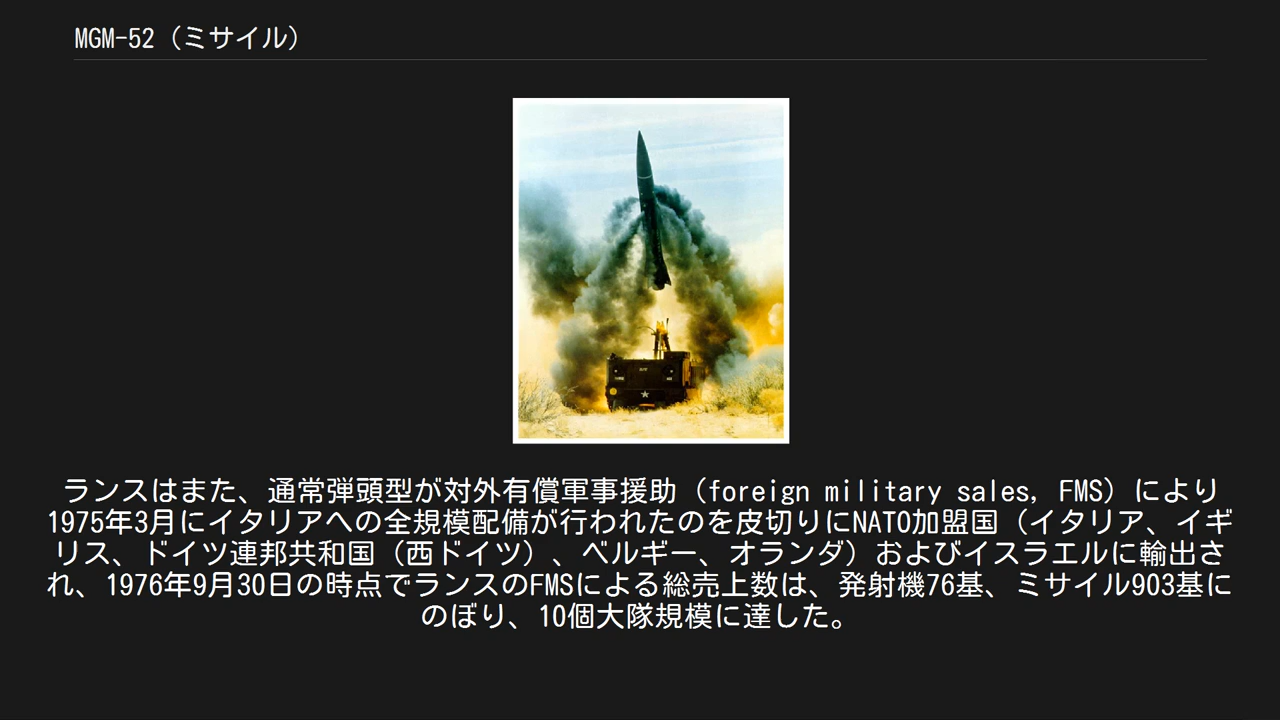 MGM-52（ミサイル）
ランスはまた、通常弾頭型が対外有償軍事援助（foreign military sales, FMS）により
1975年3月にイタリアへの全規模配備が行われたのを皮切りにNATO加盟国（イタリア、イギ
リス、ドイツ連邦共和国（西ドイツ）、ベルギー、オランダ）およびイスラエルに輸出さ
れ、1976年9月30日の時点でランスのFMSによる総売上数は、発射機76基、ミサイル903基に
のぼり、10個大隊規模に達した。